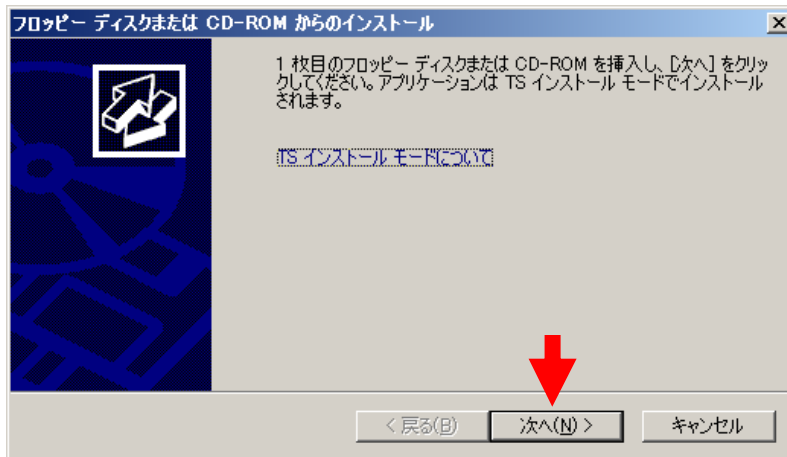 フロッピー ディスクまたは CD-ROM からのインストール
1 枚目のフロッピー ディスクまたは CD-ROM を挿入し、[次へ] をクリッ
クしてください。アプリケーションは TS インストール モードでインストール
されます。
TS インストール モードについて
< 戻る(B)
次へ(N) >
キャンセル